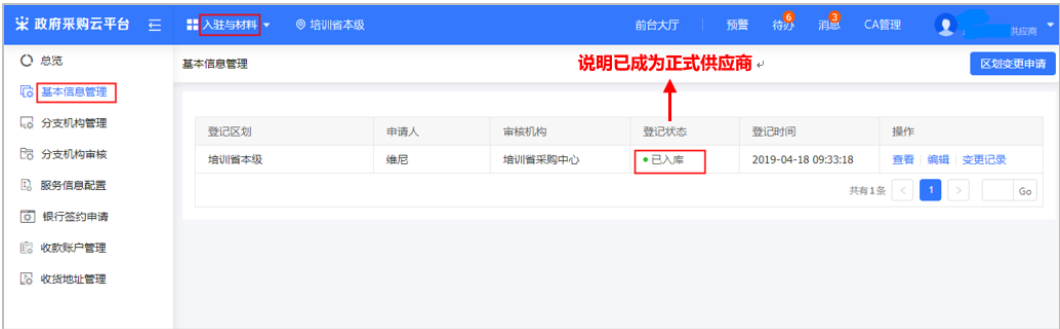 政府采购云平台
入驻与材料
培训省本级
前台大厅
预警
待办
6
消息
3
CA管理
供应商
总览
基本信息管理
分支机构管理
分支机构审核
服务信息配置
银行签约申请
收款账户管理
收货地址管理
基本信息管理
说明已成为正式供应商
区划变更申请
登记区划 申请人 审核机构 登记状态 登记时间 操作
培训省本级 维尼 培训省采购中心 已入库 2019-04-18 09:33:18 查看 编辑 变更记录
共有1条 < 1 > Go